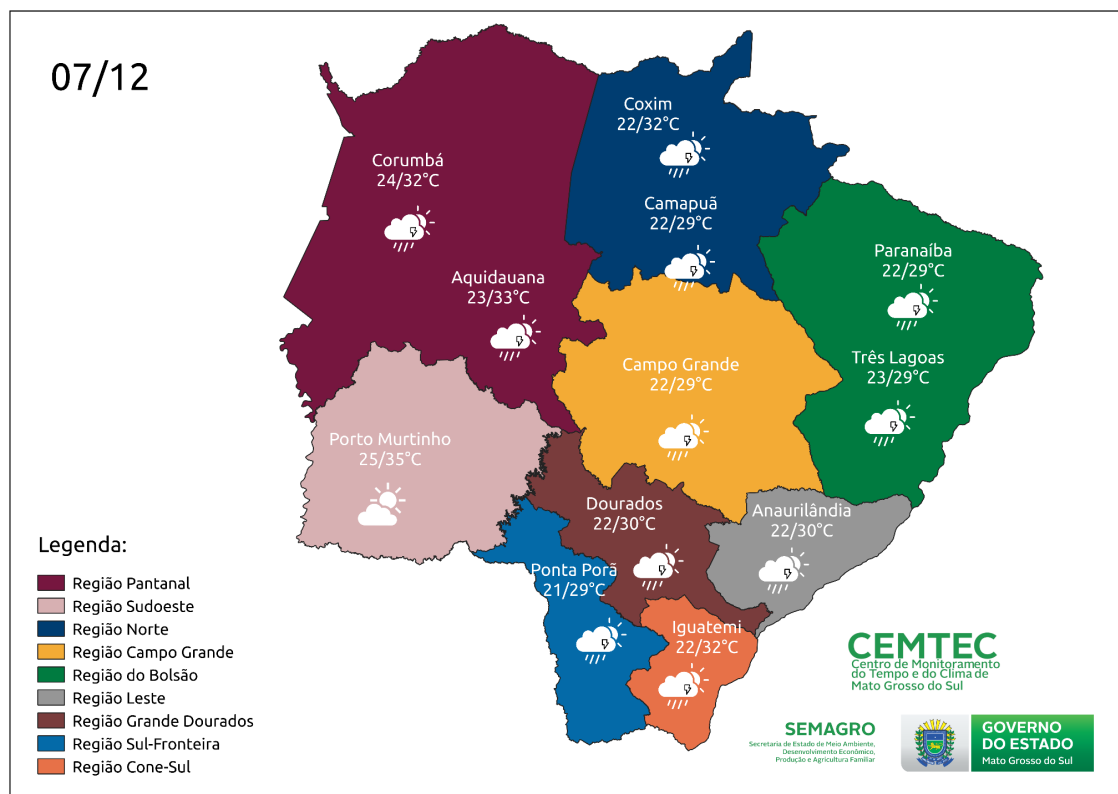 07/12
Coxim
22/32°C
Corumbá
24/32°C
Camapuã
22/29°C
Paranaíba
22/29°C
Aquidauana
23/33°C
Três Lagoas
23/29°C
Campo Grande
22/29°C
Porto Murtinho
25/35°C
Dourados
22/30°C
Anaurilândia
22/30°C
Ponta Porã
21/29°C
Iguatemi
22/32°C
Legenda:
Região Pantanal
Região Sudoeste
Região Norte
Região Campo Grande
Região do Bolsão
Região Leste
Região Grande Dourados
Região Sul-Fronteira
Região Cone-Sul
CEMTEC
Centro de Monitoramento
do Tempo e do Clima de
Mato Grosso do Sul
SEMAGRO
Secretaria de Estado de Meio Ambiente,
Desenvolvimento Econômico,
Produção e Agricultura Familiar
GOVERNO
DO ESTADO
Mato Grosso do Sul